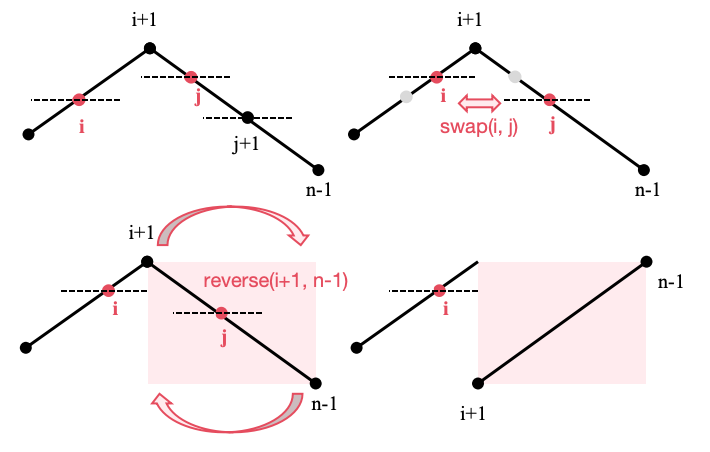 i+1
i
j
j+1
n-1
i+1
i
j
swap(i, j)
n-1
i+1
i
reverse(i+1, n-1)
j
n-1
i
n-1
i+1